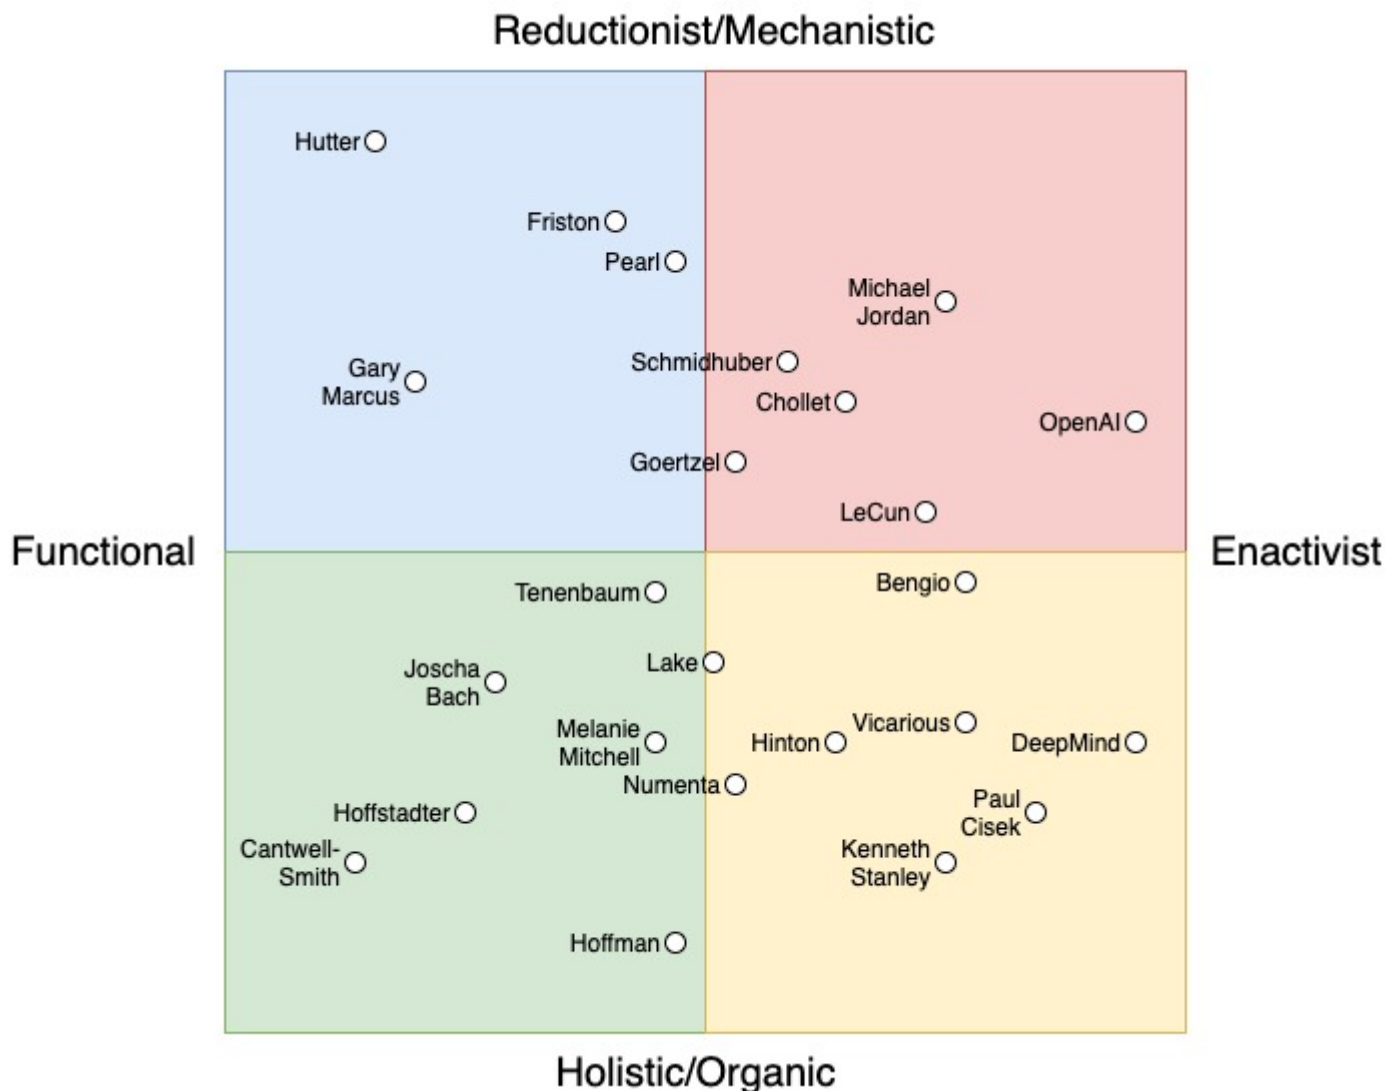 Reductionist/Mechanistic
Hutter
Friston
Pearl
Michael
Jordan
Schmidhuber
Gary
Marcus
Chollet
OpenAI
Goertzel
LeCun
Functional
Enactivist
Bengio
Tenenbaum
Lake
Joscha
Bach
Vicarious
Melanie
Mitchell
Hinton
DeepMind
Numenta
Hoffstadter
Paul
Cisek
Cantwell-
Smith
Kenneth
Stanley
Hoffman
Holistic/Organic